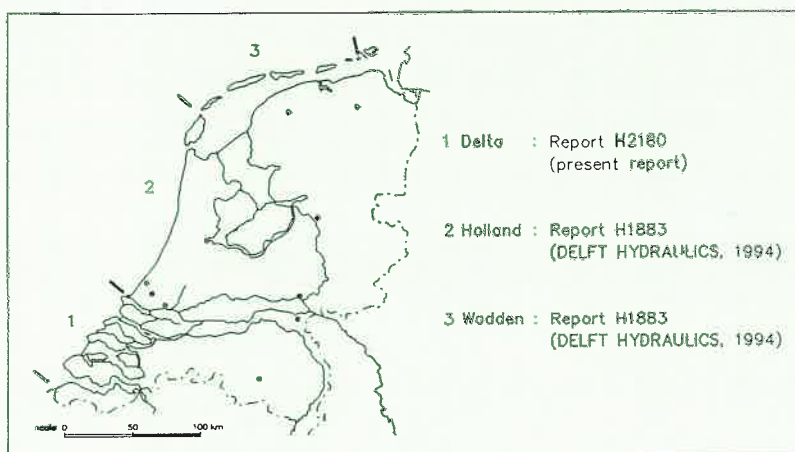 3
2
1
1 Delta : Report H2180
(present report)
2 Holland : Report H1883
(DELFT HYDRAULICS, 1994)
3 Wadden : Report H1883
(DELFT HYDRAULICS, 1994)
scale 0 50 100 km